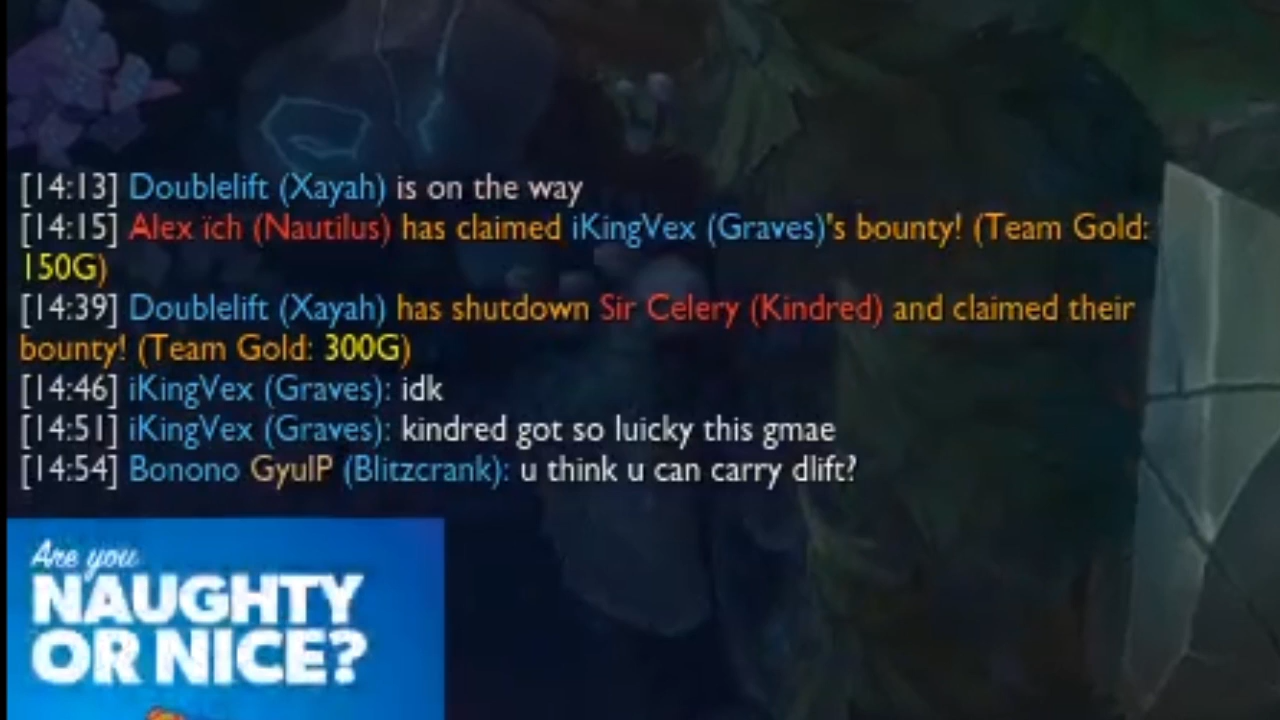 [14:13] Doublelift (Xayah) is on the way
[14:15] Alex ïch (Nautilus) has claimed iKingVex (Graves)'s bounty! (Team Gold:
150G)
[14:39] Doublelift (Xayah) has shutdown Sir Celery (Kindred) and claimed their
bounty! (Team Gold: 300G)
[14:46] iKingVex (Graves): idk
[14:51] iKingVex (Graves): kindred got so luicky this gmae
[14:54] Bonono GyulP (Blitzcrank): u think u can carry dlift?
Are you
NAUGHTY
OR NICE?